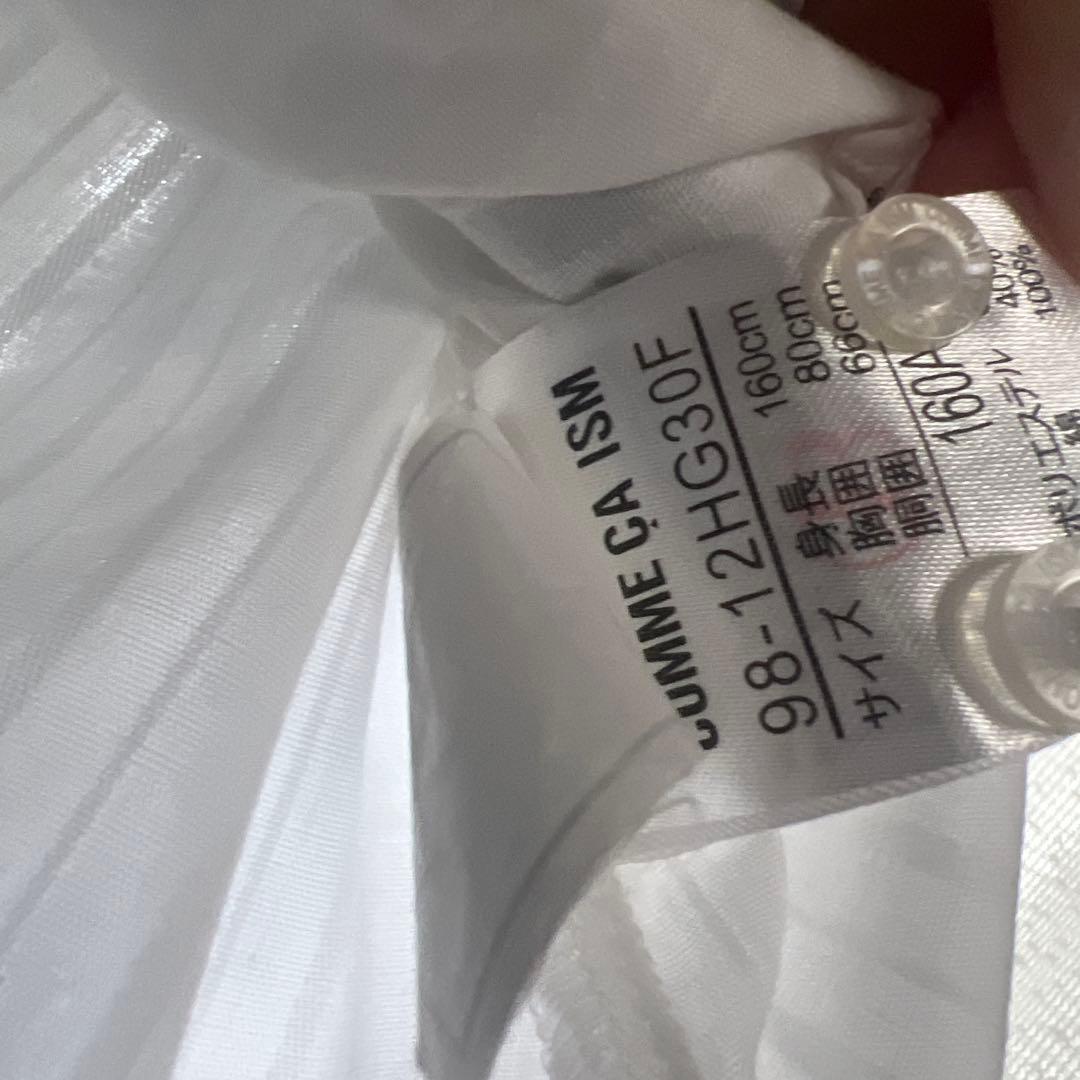 COMME ÇA ISM
98-12HG30F
サイズ 身長 160cm
胸囲 80cm
胴囲 66cm
160A
ポリエステル 40%
100%